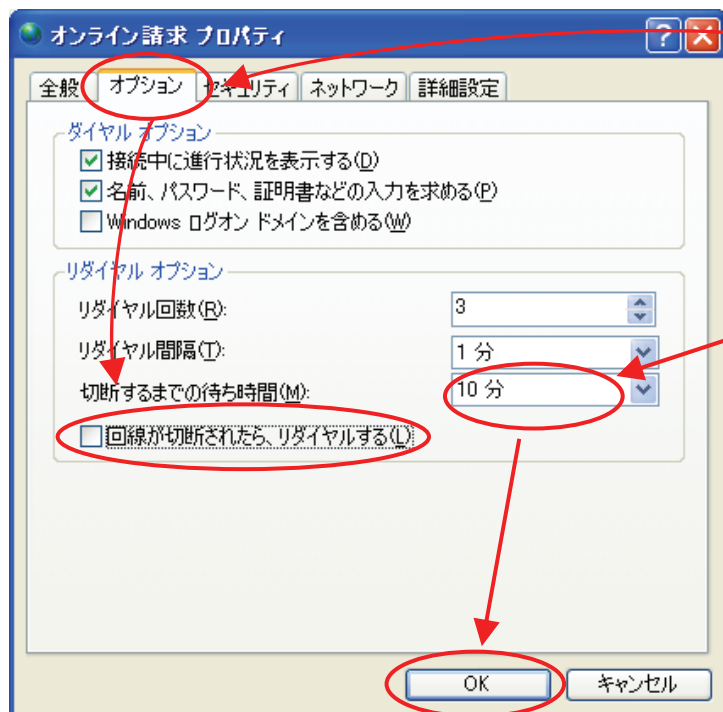 オンライン請求 プロパティ
全般 オプション セキュリティ ネットワーク 詳細設定
ダイヤル オプション
接続中に進行状況を表示する(D)
名前、パスワード、証明書などの入力を求める(P)
Windows ログオン ドメインを含める(W)
リダイヤル オプション
リダイヤル回数(R): 3
リダイヤル間隔(T): 1 分
切断するまでの待ち時間(M): 10 分
回線が切断されたら、リダイヤルする(L)
OK キャンセル